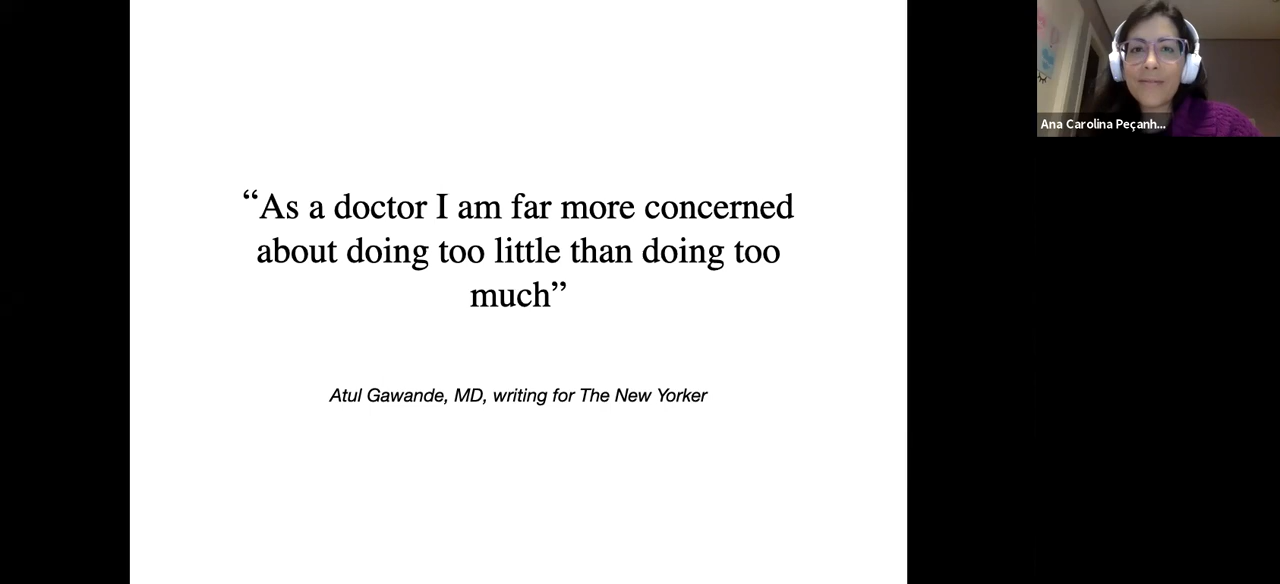 “As a doctor I am far more concerned
about doing too little than doing too
much”
Atul Gawande, MD, writing for The New Yorker
Ana Carolina Peçanh...